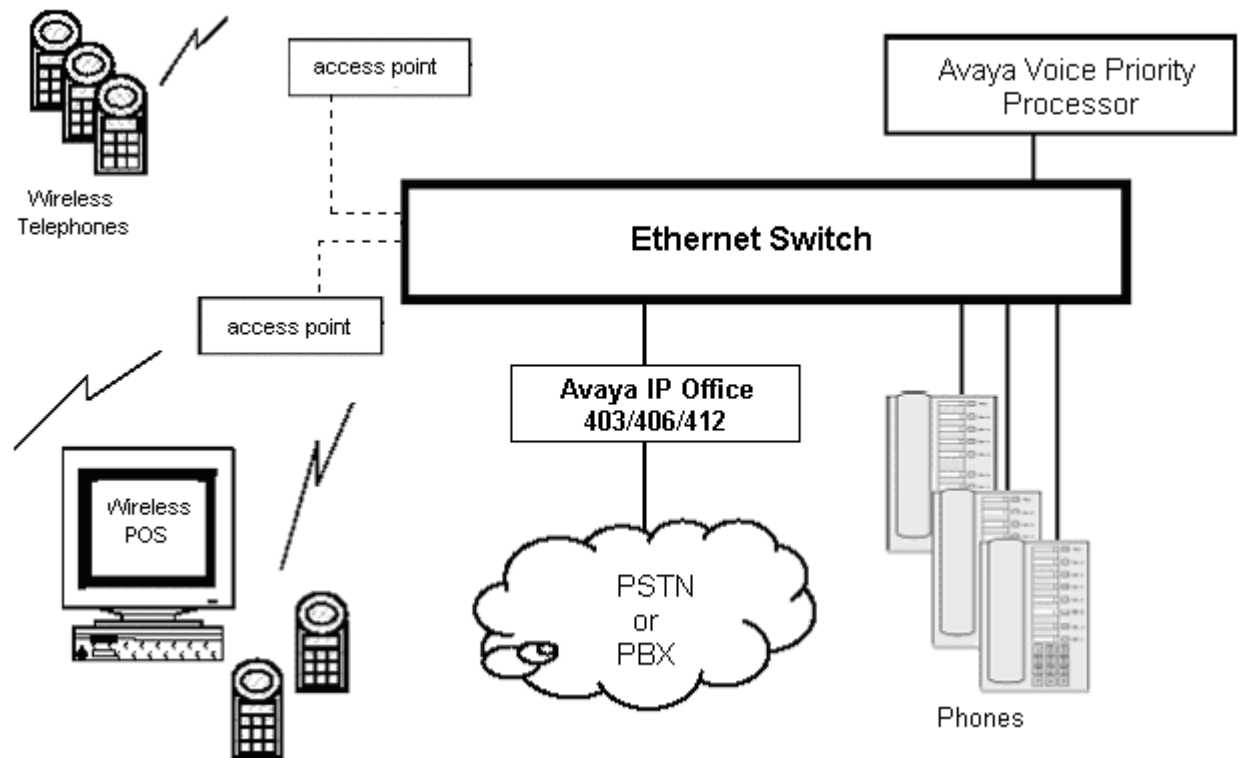 access point
Avaya Voice Priority
Processor
Wireless
Telephones
Ethernet Switch
access point
Avaya IP Office
403/406/412
Wireless
POS
PSTN
or
PBX
Phones